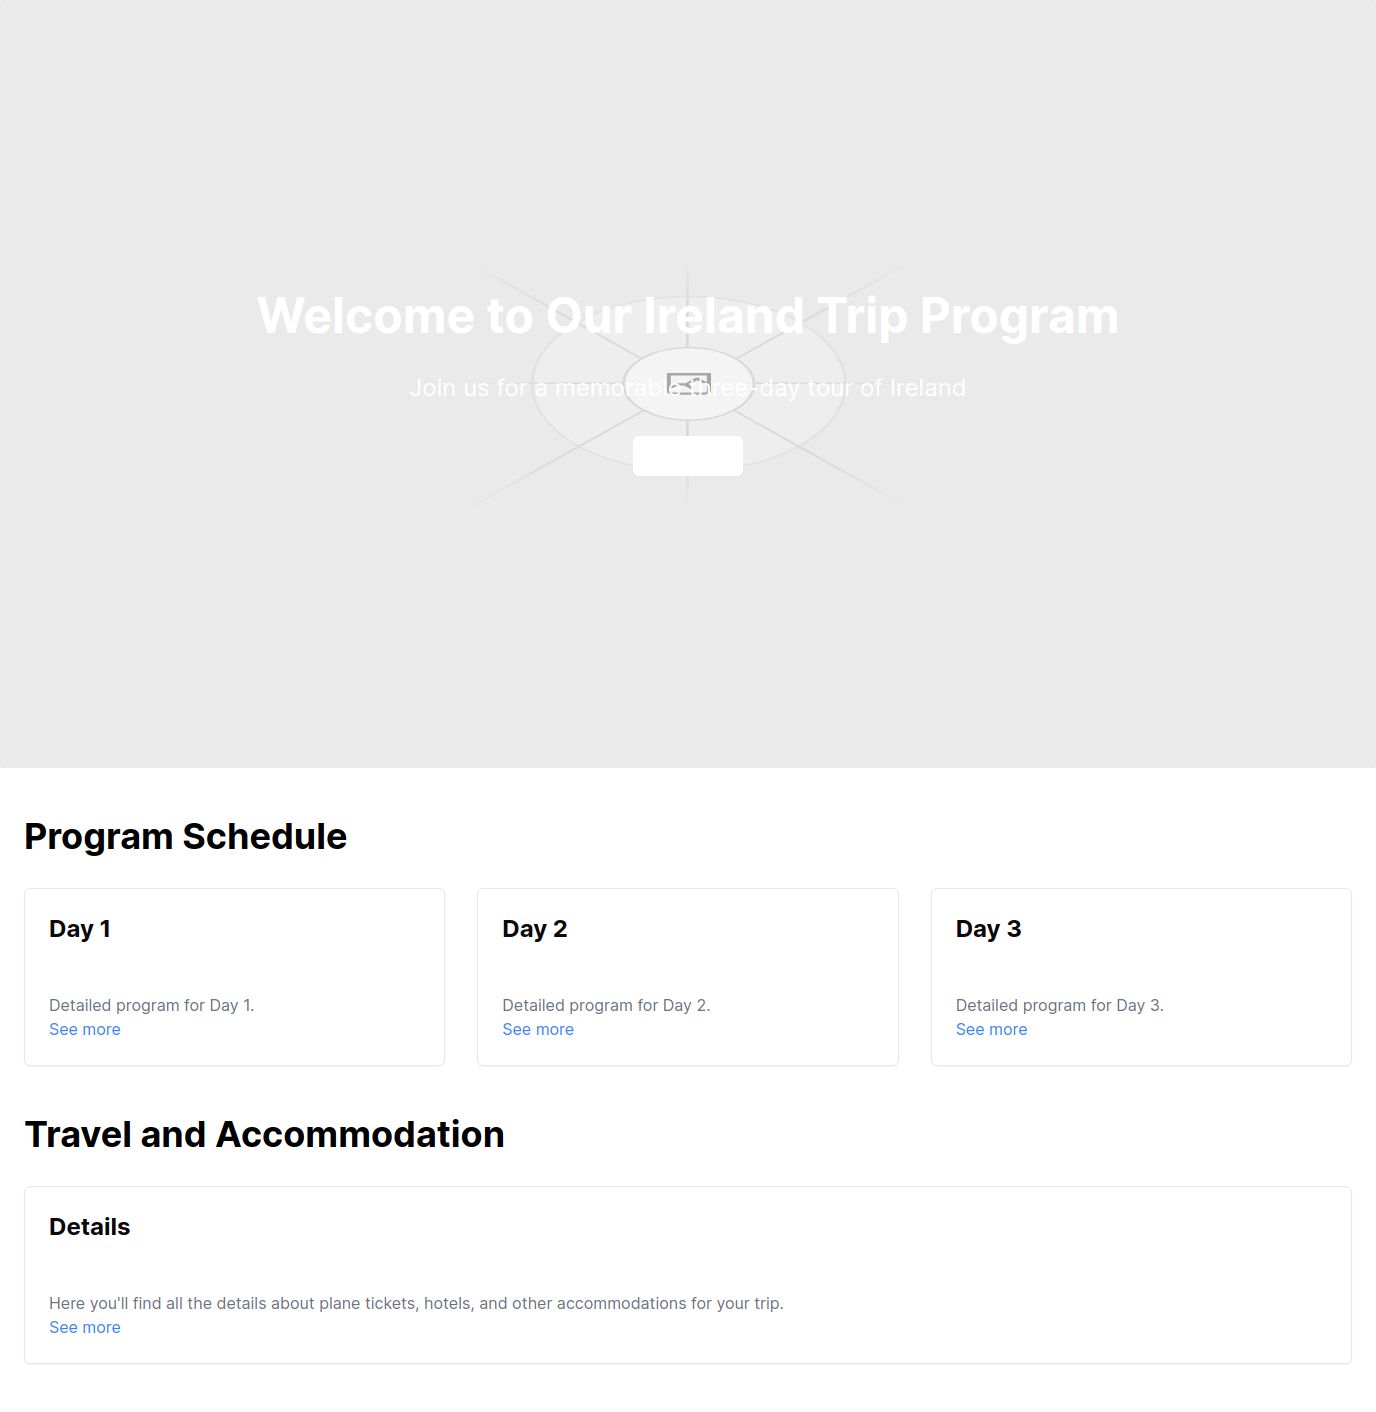 Welcome to Our Ireland Trip Program
Join us for a memorable three-day tour of Ireland
Program Schedule
Day 1
Detailed program for Day 1.
See more
Day 2
Detailed program for Day 2.
See more
Day 3
Detailed program for Day 3.
See more
Travel and Accommodation
Details
Here you'll find all the details about plane tickets, hotels, and other accommodations for your trip.
See more